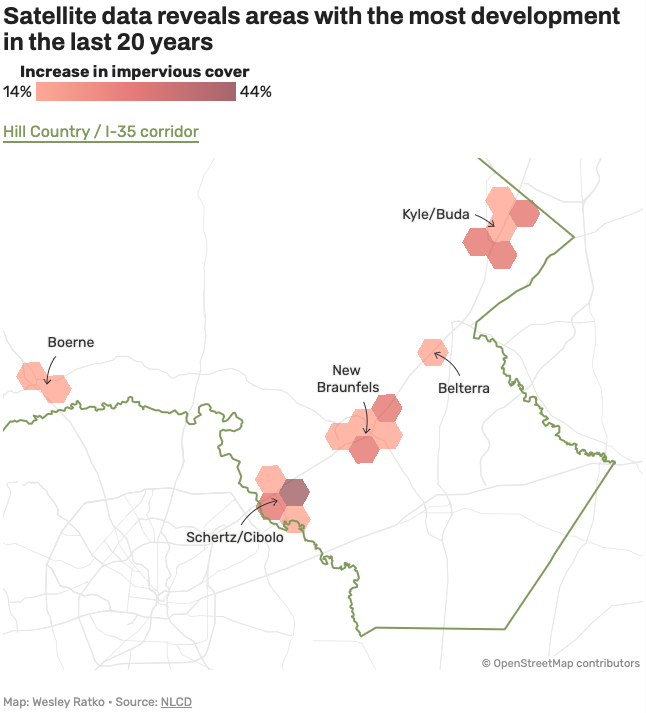 Satellite data reveals areas with the most development
in the last 20 years
Increase in impervious cover
14% 44%
Hill Country / I-35 corridor
Kyle/Buda
Boerne
New
Braunfels
Belterra
Schertz/Cibolo
© OpenStreetMap contributors
Map: Wesley Ratko • Source: NLCD